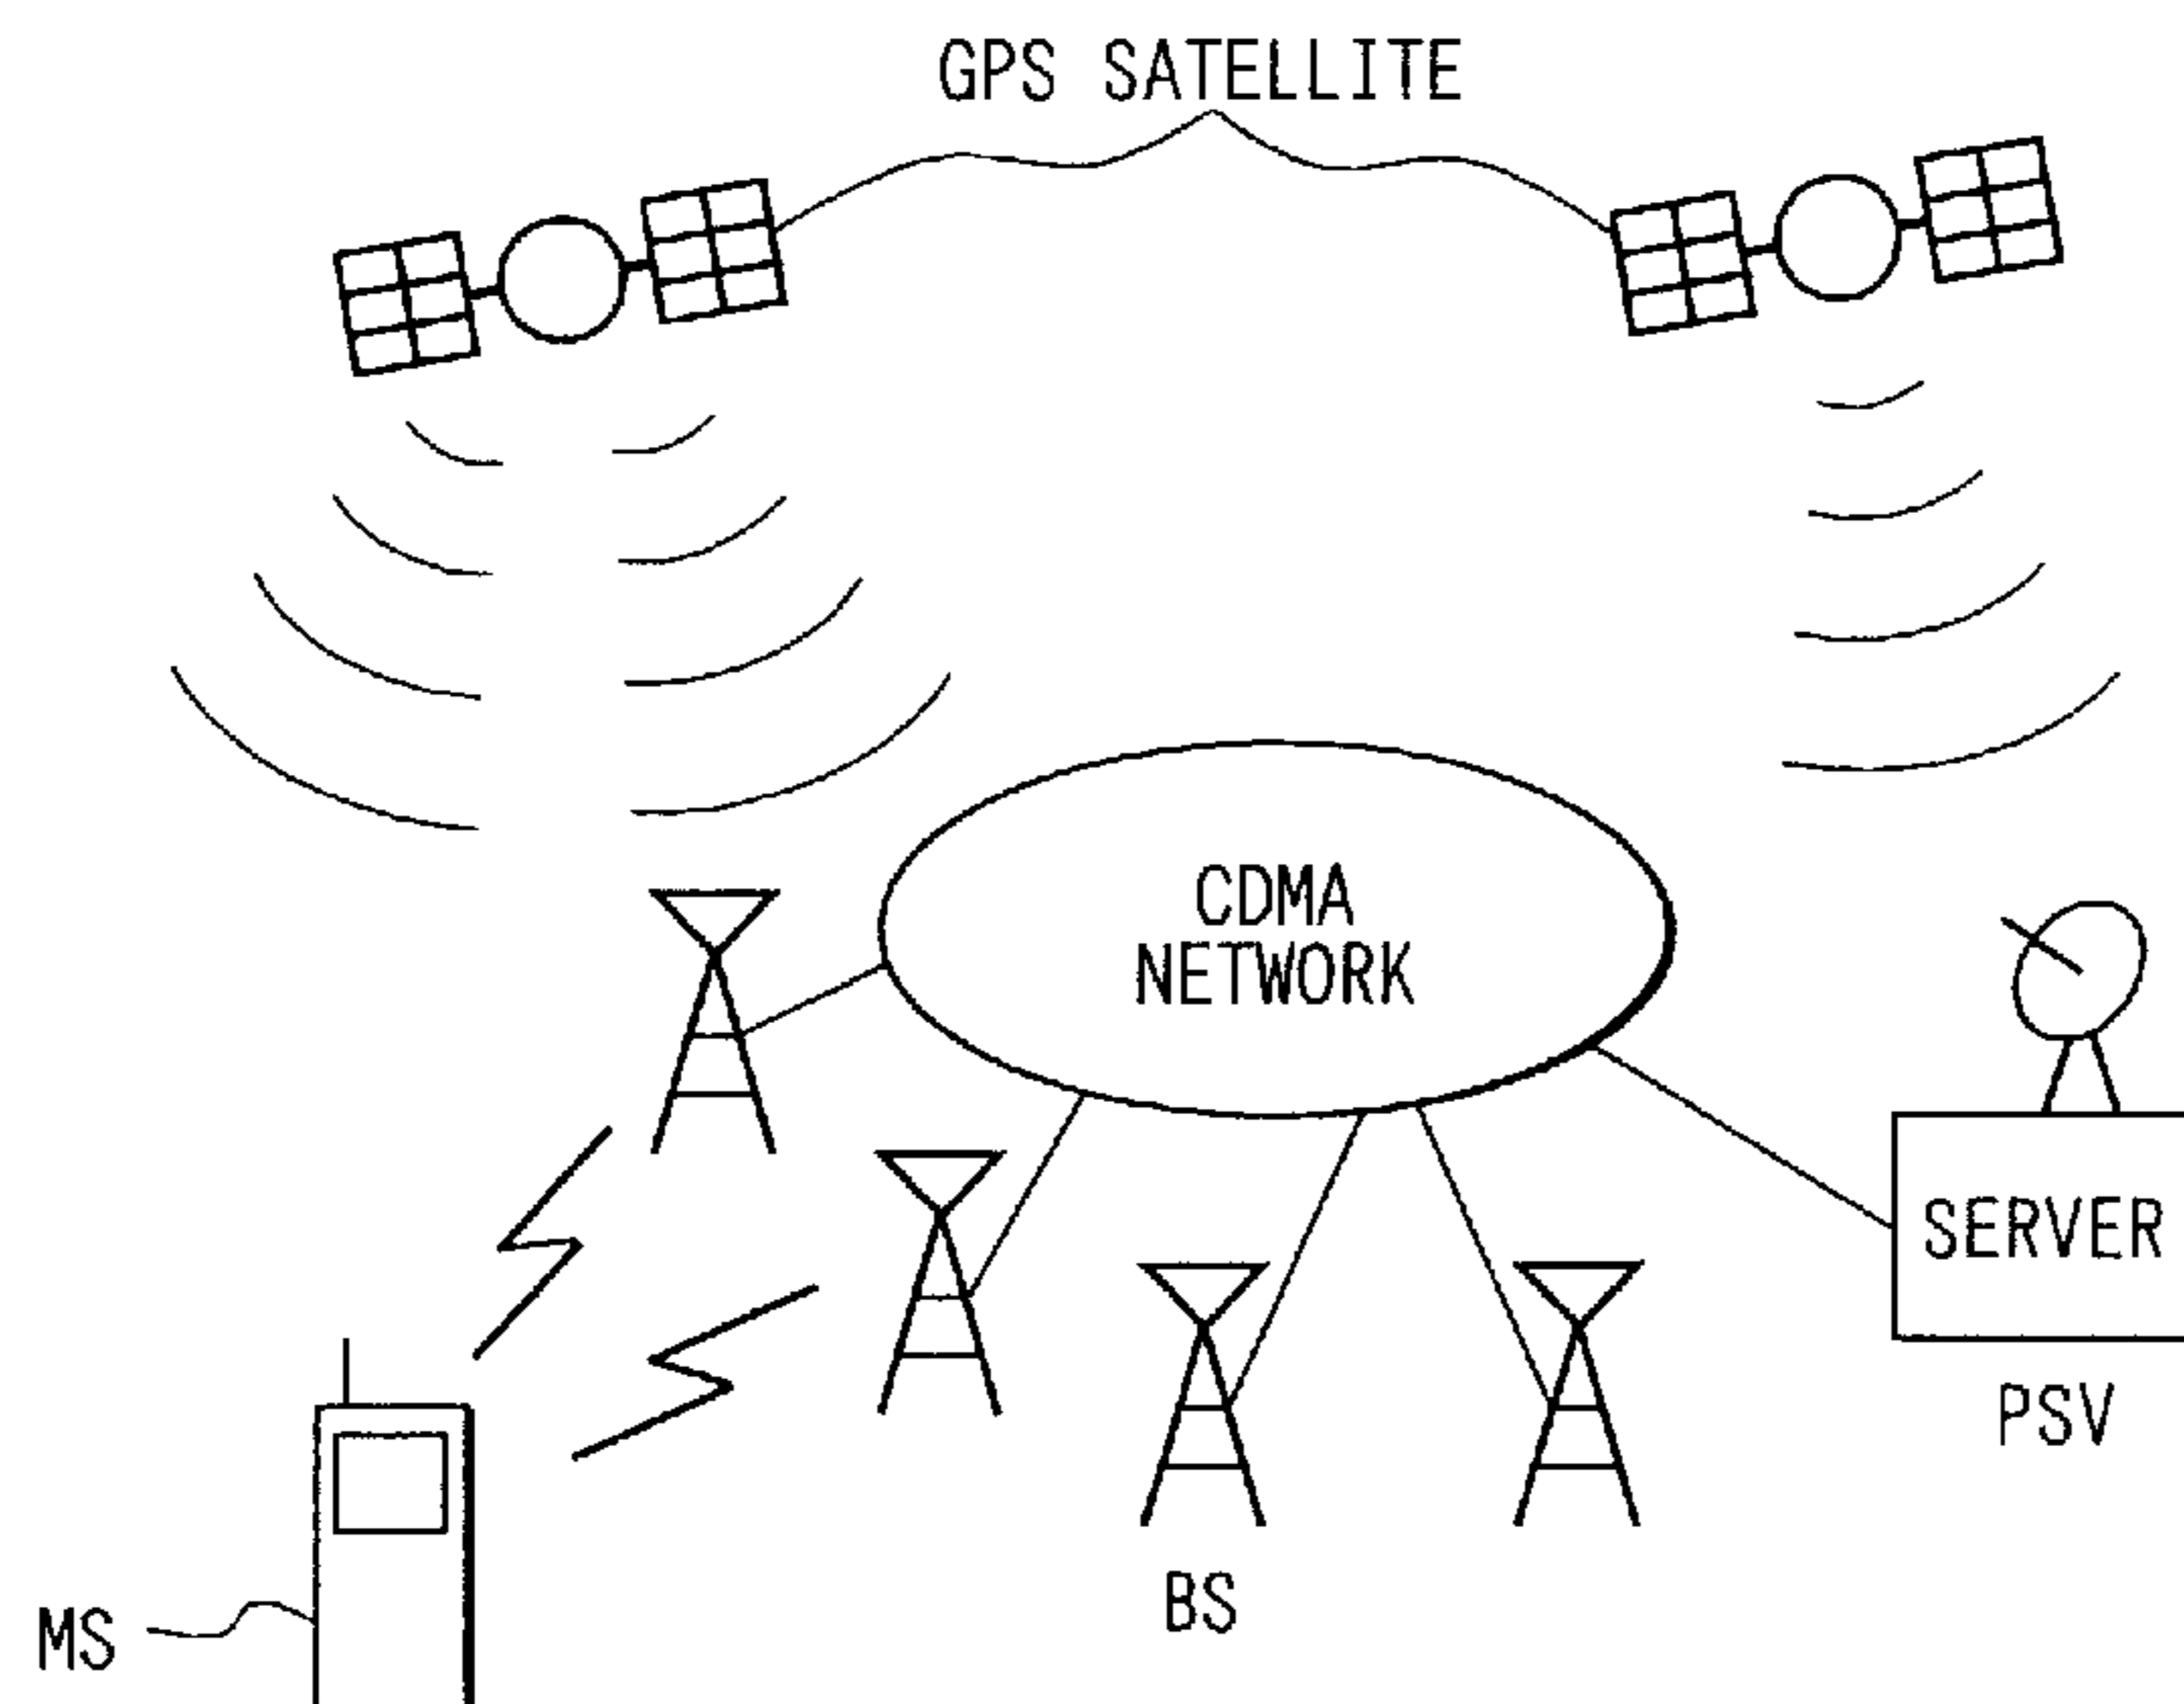 GPS SATELLITE
CDMA
NETWORK
SERVER
PSV
BS
MS